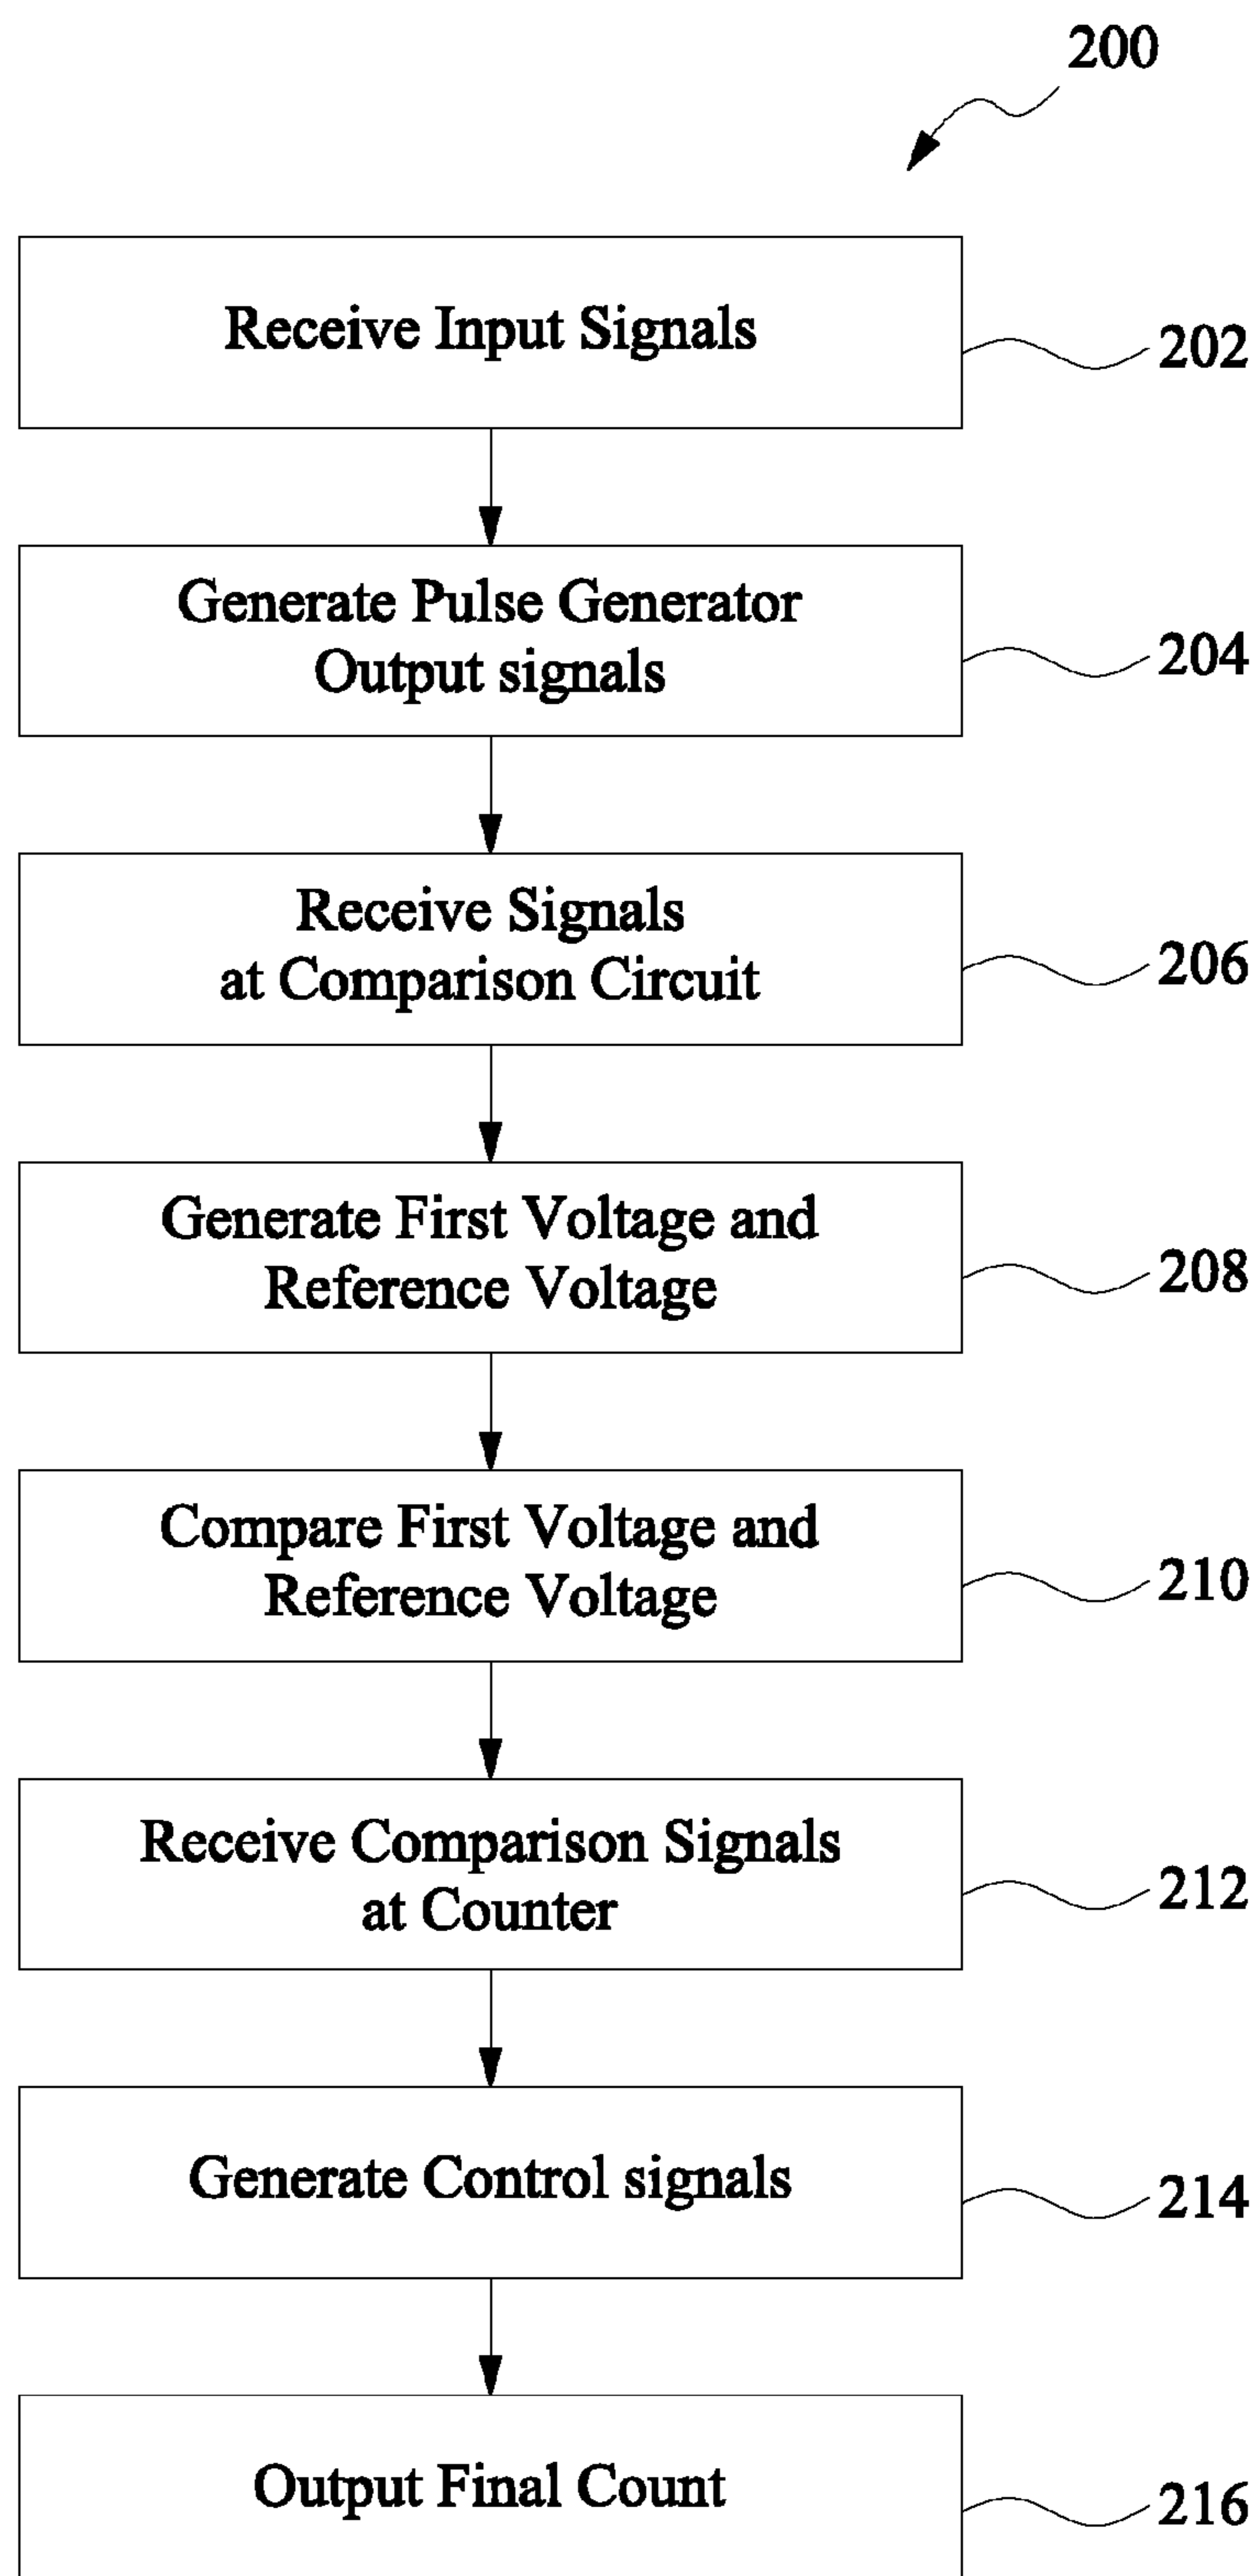 200
Receive Input Signals
202
Generate Pulse Generator
Output signals
204
Receive Signals
at Comparison Circuit
206
Generate First Voltage and
Reference Voltage
208
Compare First Voltage and
Reference Voltage
210
Receive Comparison Signals
at Counter
212
Generate Control signals
214
Output Final Count
216